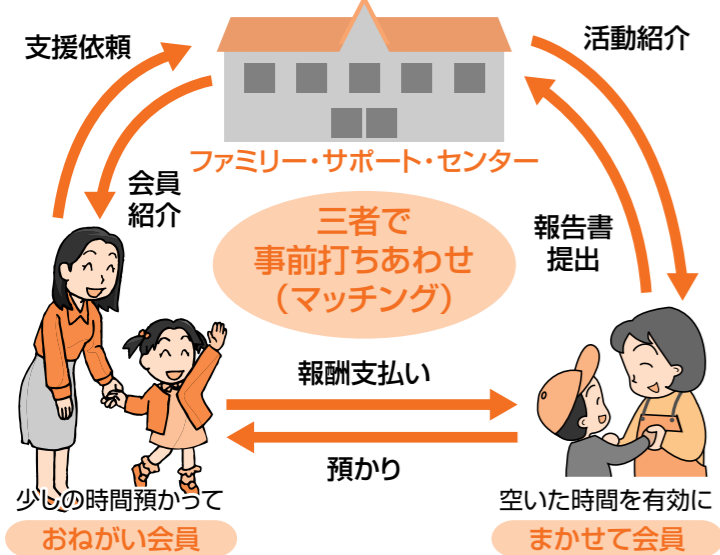 支援依頼
活動紹介
ファミリー・サポート・センター
会員
紹介
三者で
事前打ちあわせ
（マッチング）
報告書
提出
報酬支払い
預かり
少しの時間預かって
おねがい会員
空いた時間を有効に
まかせて会員